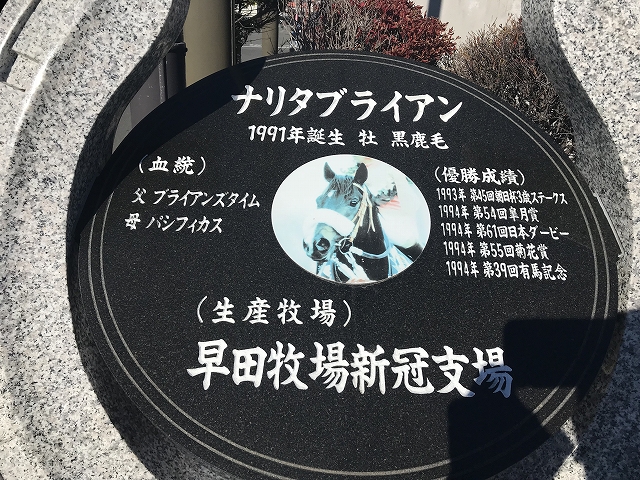 ナリタブライアン
1991年誕生 牡 黒鹿毛
(血統)
父 ブライアンズタイム
母 パシフィカス
(優勝成績)
1993年 第45回朝日杯3歳ステークス
1994年 第54回皐月賞
1994年 第61回日本ダービー
1994年 第55回菊花賞
1994年 第39回有馬記念
(生産牧場)
早田牧場新冠支場